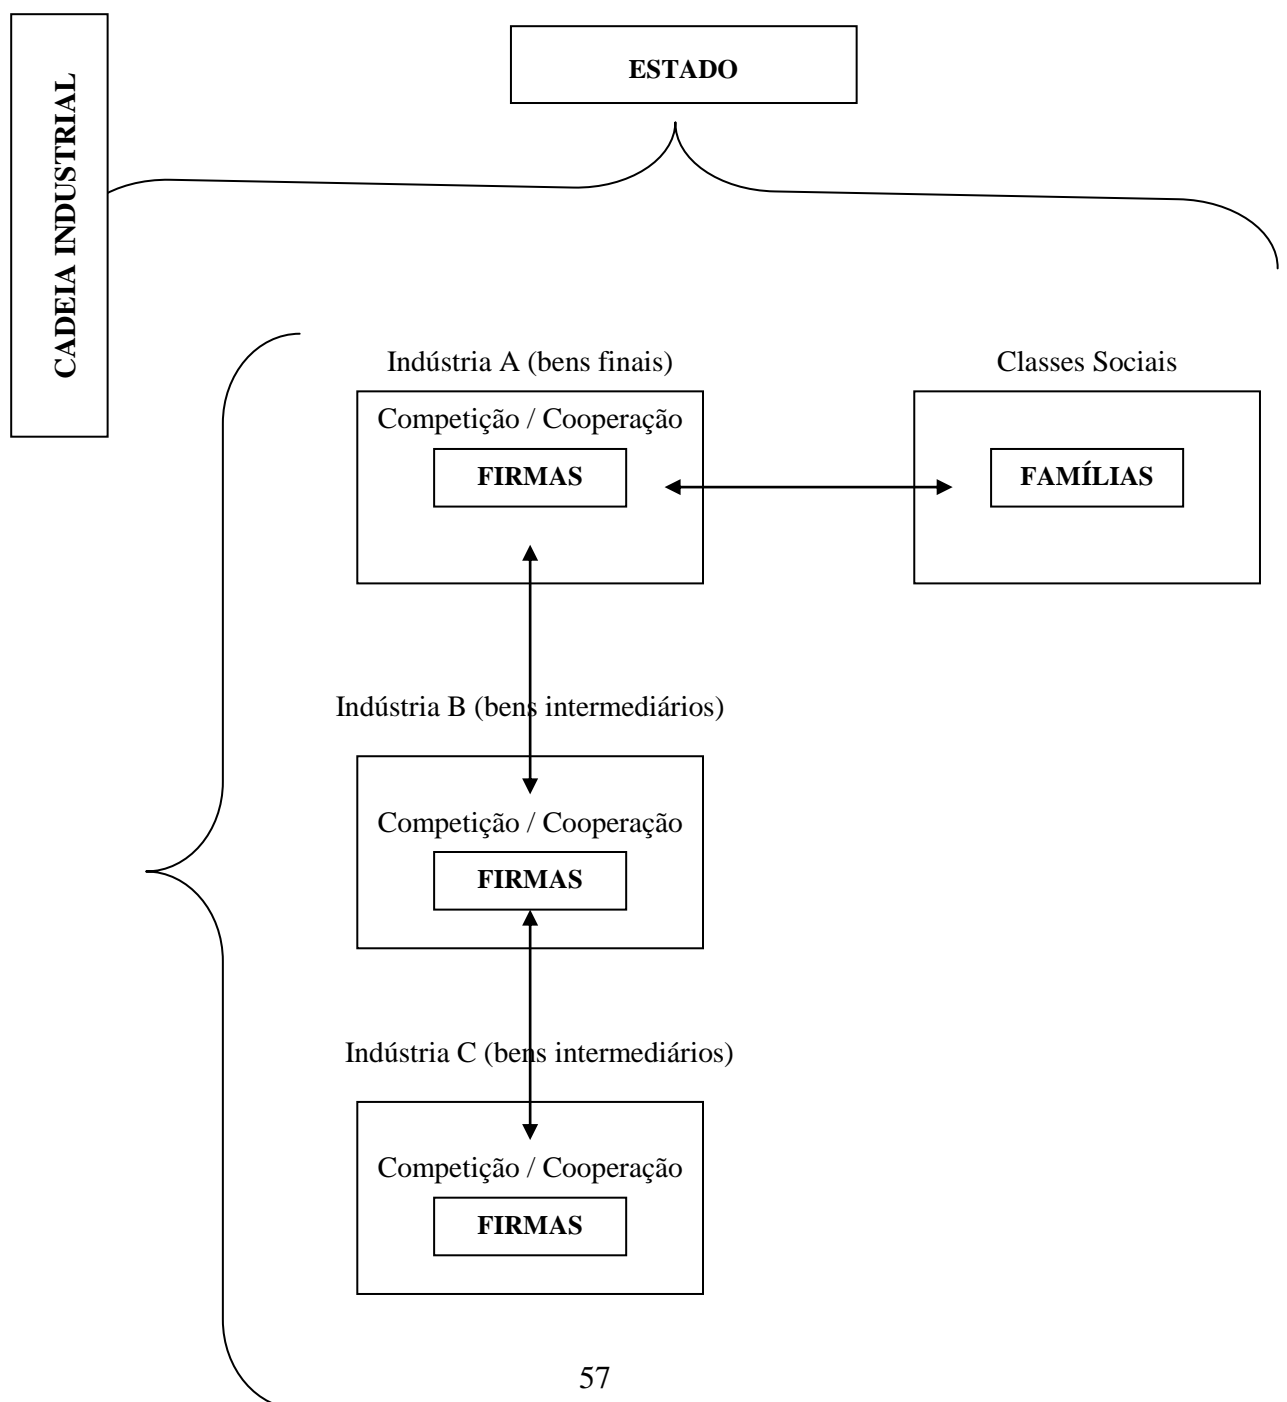 ESTADO
CADEIA INDUSTRIAL
Indústria A (bens finais)
Classes Sociais
Competição / Cooperação
FIRMAS
FAMÍLIAS
Indústria B (bens intermediários)
Competição / Cooperação
FIRMAS
Indústria C (bens intermediários)
Competição / Cooperação
FIRMAS
57